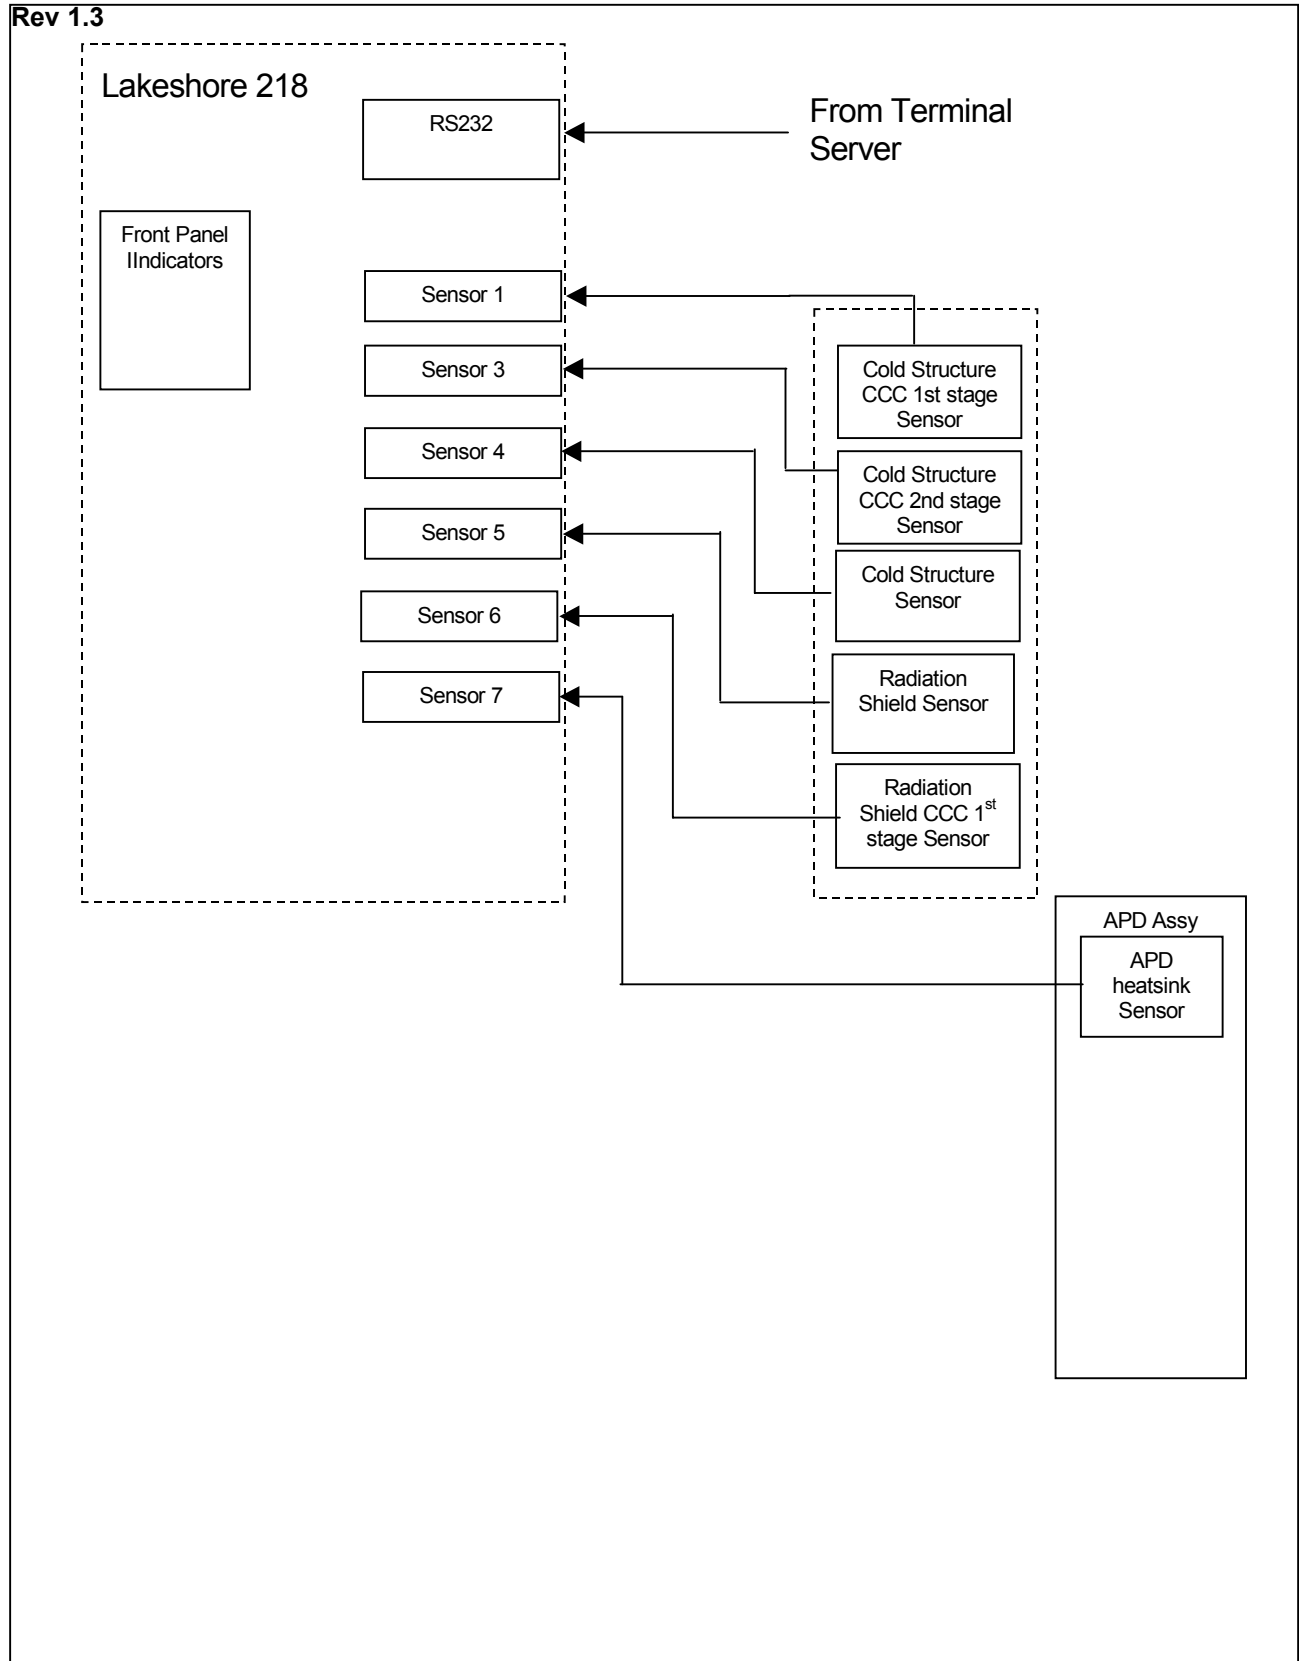 Rev 1.3
Lakeshore 218
RS232
From Terminal
Server
Front Panel
IIndicators
Sensor 1
Sensor 3
Sensor 4
Sensor 5
Sensor 6
Sensor 7
Cold Structure
CCC 1st stage
Sensor
Cold Structure
CCC 2nd stage
Sensor
Cold Structure
Sensor
Radiation
Shield Sensor
Radiation
Shield CCC 1st
stage Sensor
APD Assy
APD
heatsink
Sensor